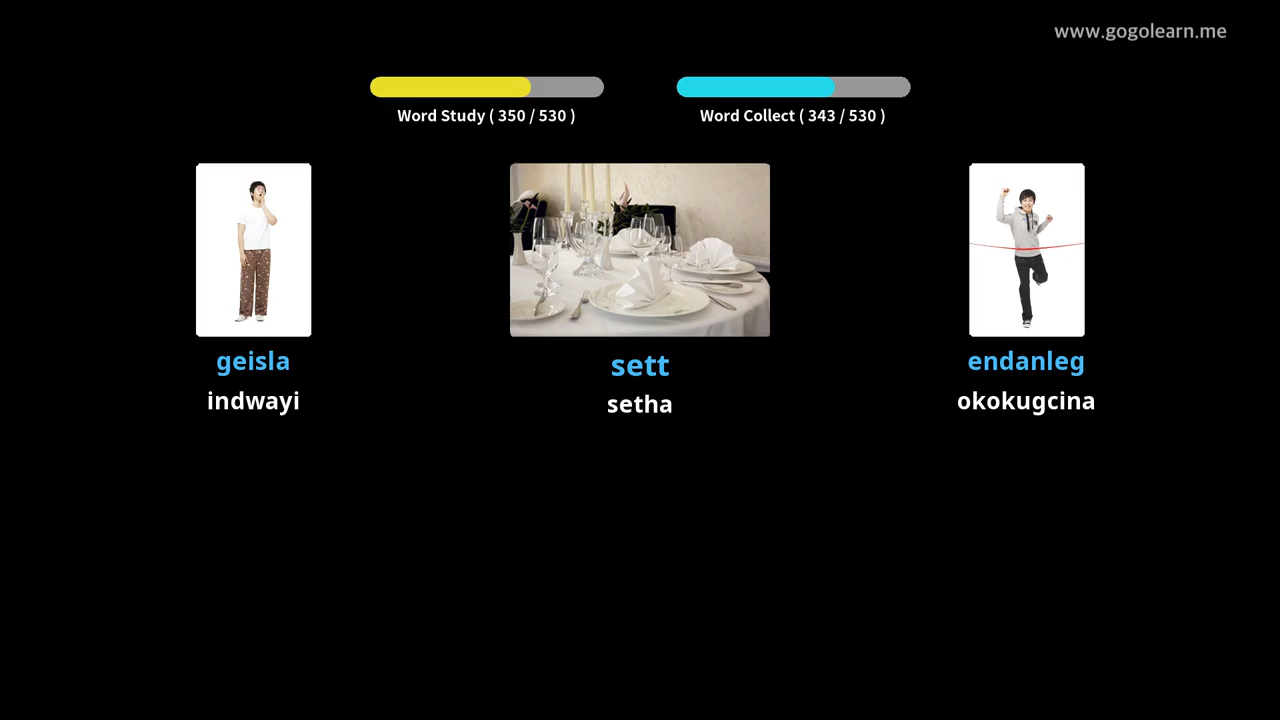 www.gogolearn.me
Word Study ( 350 / 530 )
Word Collect ( 343 / 530 )
geisla
indwayi
sett
setha
endanleg
okokugcina